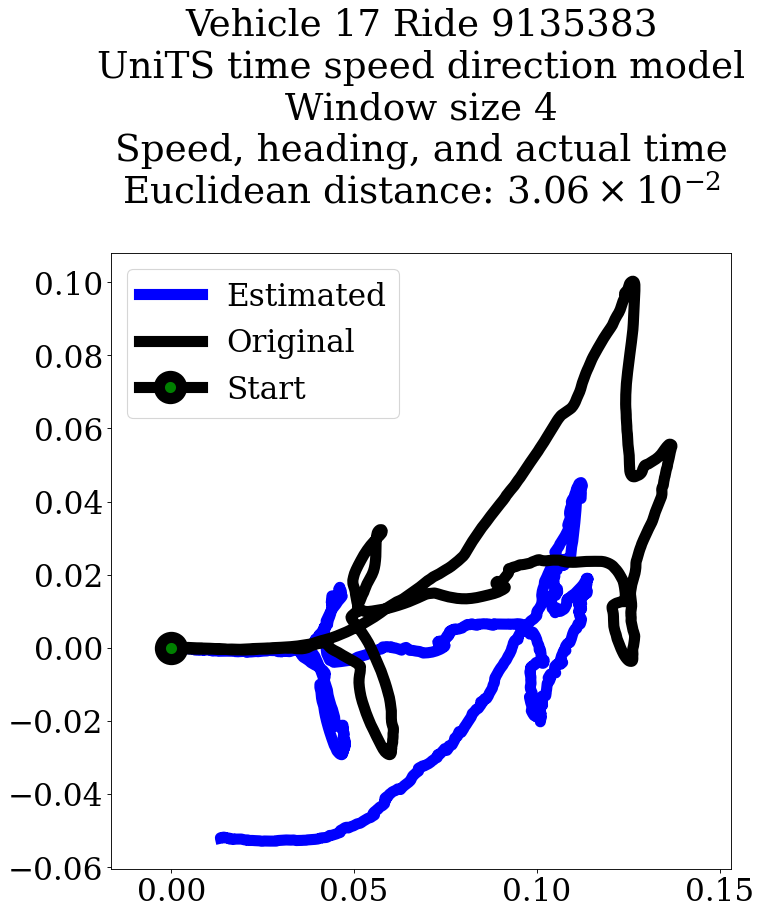 Vehicle 17 Ride 9135383
UniTS time speed direction model
Window size 4
Speed, heading, and actual time
Euclidean distance: 3.06 × 10⁻²
Estimated
Original
Start
0.10
0.08
0.06
0.04
0.02
0.00
−0.02
−0.04
−0.06
0.00 0.05 0.10 0.15